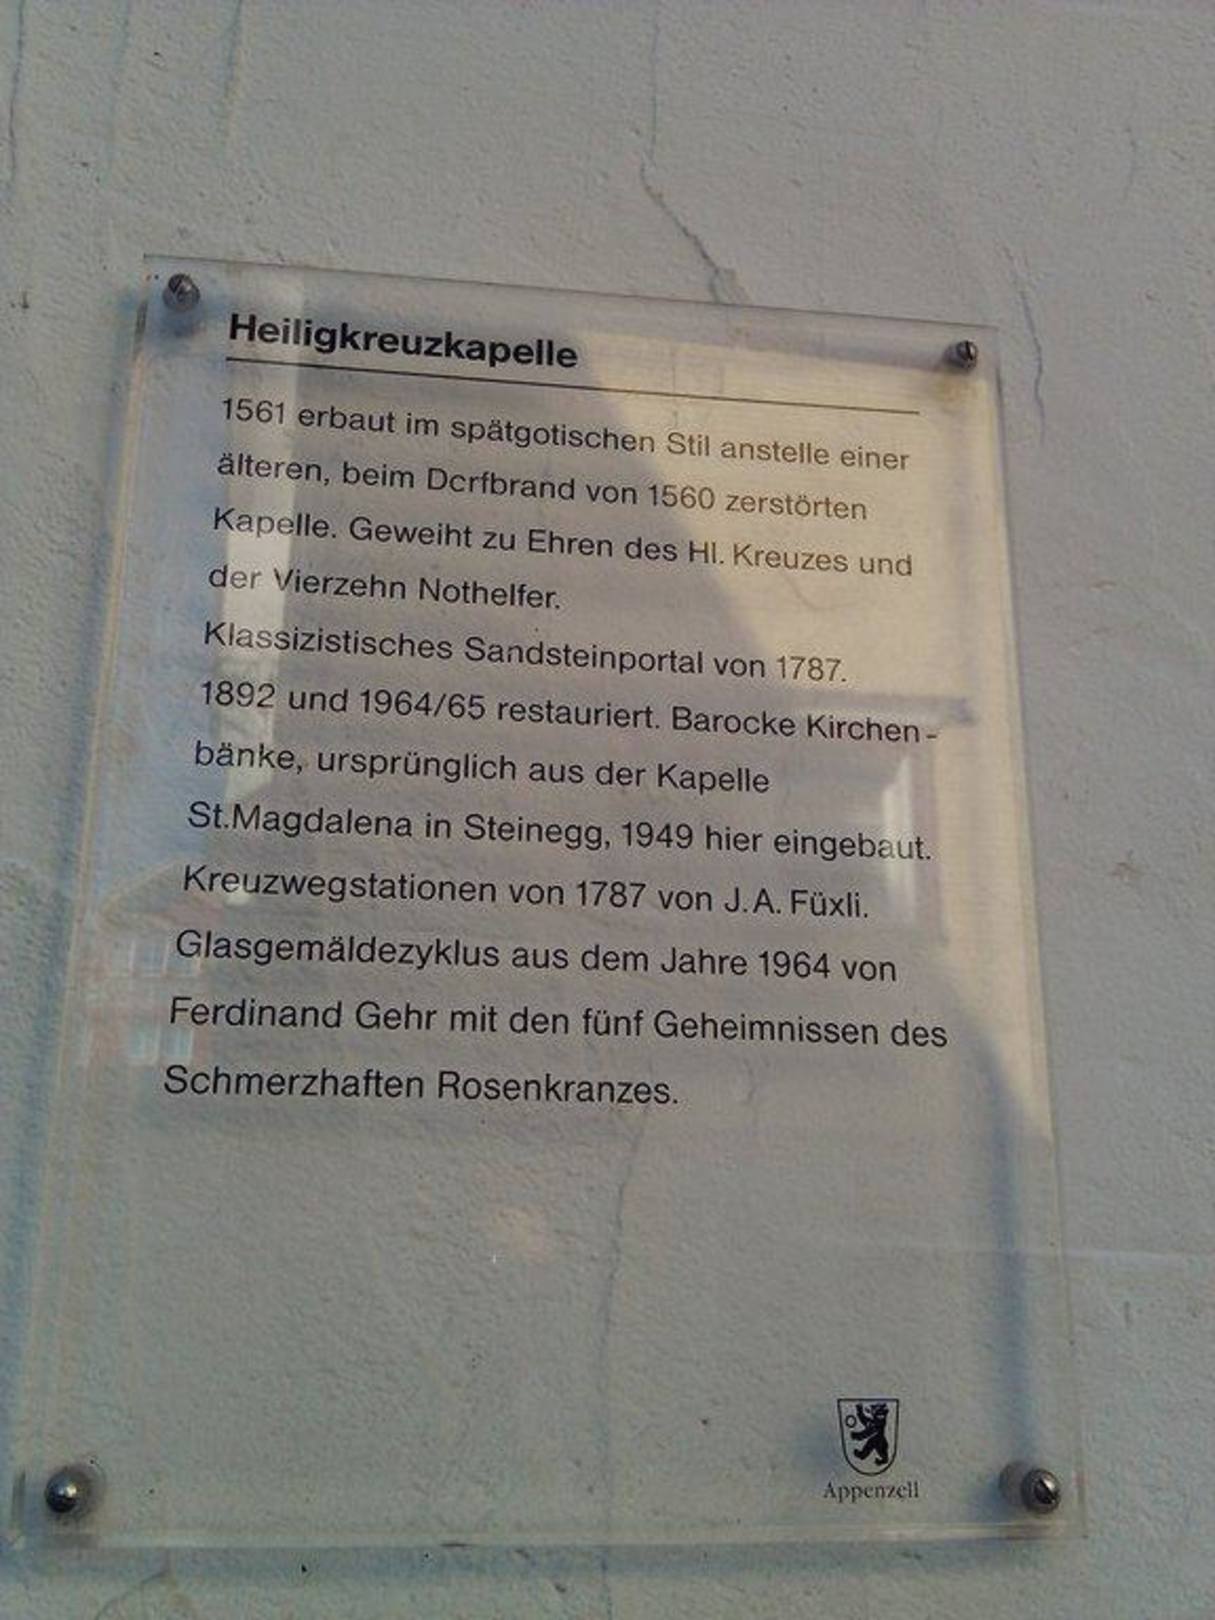 Heiligkreuzkapelle
1561 erbaut im spätgotischen Stil anstelle einer
älteren, beim Dorfbrand von 1560 zerstörten
Kapelle. Geweiht zu Ehren des Hl. Kreuzes und
der Vierzehn Nothelfer.
Klassizistisches Sandsteinportal von 1787.
1892 und 1964/65 restauriert. Barocke Kirchen-
bänke, ursprünglich aus der Kapelle
St.Magdalena in Steinegg, 1949 hier eingebaut.
Kreuzwegstationen von 1787 von J.A. Füxli.
Glasgemäldezyklus aus dem Jahre 1964 von
Ferdinand Gehr mit den fünf Geheimnissen des
Schmerzhaften Rosenkranzes.
Appenzell